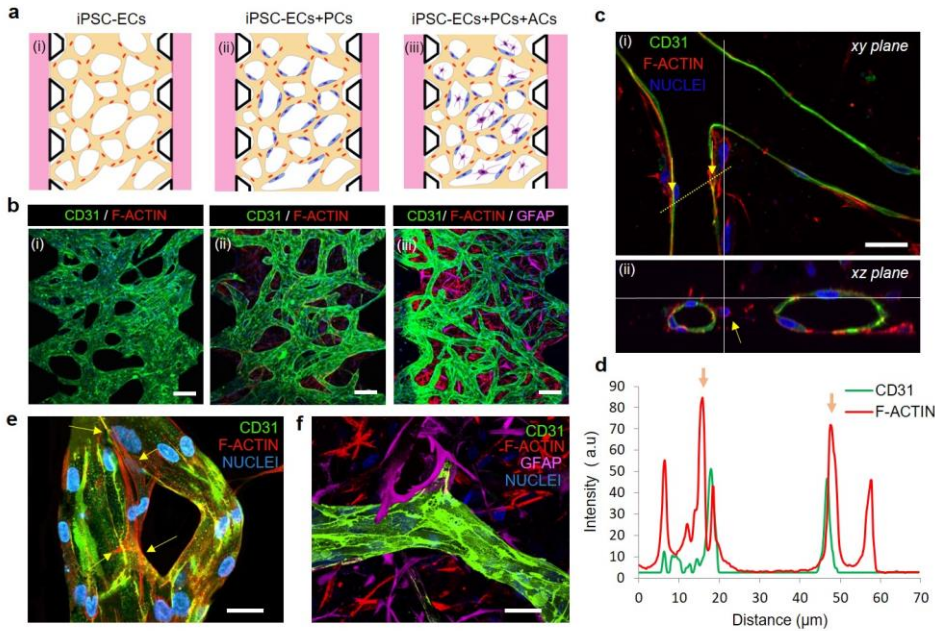 a
iPSC-ECs
iPSC-ECs+PCs
iPSC-ECs+PCs+ACs
(i)
(ii)
(iii)
b
CD31 / F-ACTIN
CD31 / F-ACTIN
CD31/ F-ACTIN / GFAP
(i)
(ii)
(iii)
c
(i)
CD31
F-ACTIN
NUCLEI
xy plane
(ii)
xz plane
d
90
80
70
60
50
40
30
20
10
0
Intensity ( a.u)
CD31
F-ACTIN
0 10 20 30 40 50 60 70
Distance (μm)
e
CD31
F-ACTIN
NUCLEI
f
CD31
F-ACTIN
GFAP
NUCLEI